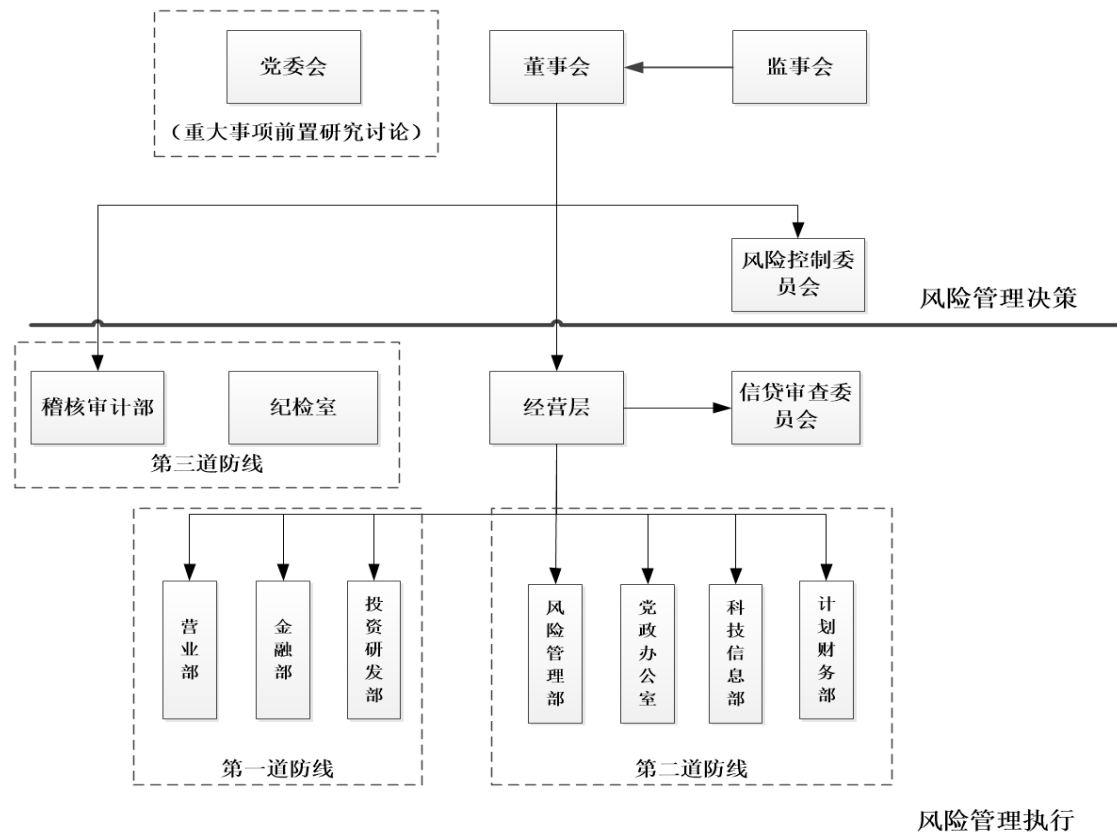 党委会
董事会
监事会
（重大事项前置研究讨论）
风险控制委
员会
风险管理决策
稽核审计部
纪检室
经营层
信贷审查委
员会
第三道防线
营业部
金融部
投资研发部
风险管理部
党政办公室
科技信息部
计划财务部
第一道防线
第二道防线
风险管理执行